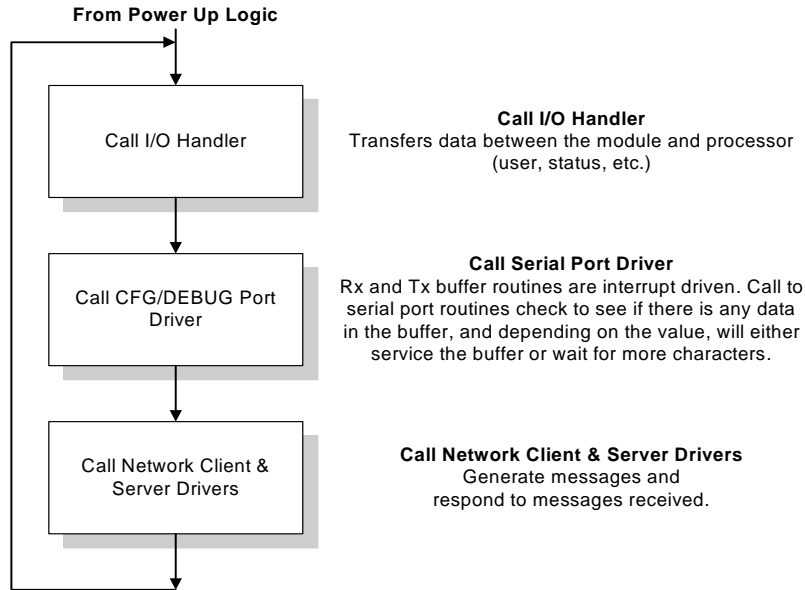 From Power Up Logic
Call I/O Handler
Call I/O Handler
Transfers data between the module and processor
(user, status, etc.)
Call CFG/DEBUG Port
Driver
Call Serial Port Driver
Rx and Tx buffer routines are interrupt driven. Call to
serial port routines check to see if there is any data
in the buffer, and depending on the value, will either
service the buffer or wait for more characters.
Call Network Client &
Server Drivers
Call Network Client & Server Drivers
Generate messages and
respond to messages received.